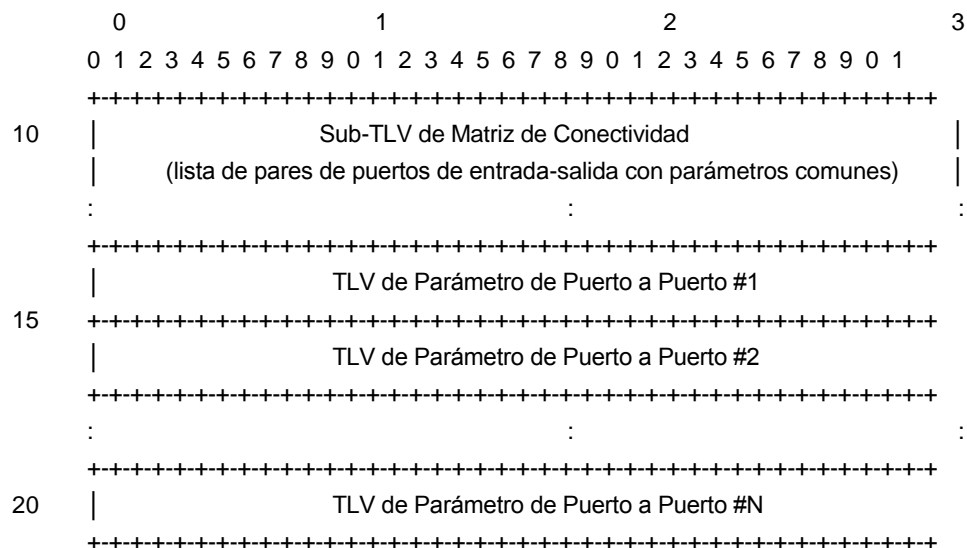 0 1 2 3
0 1 2 3 4 5 6 7 8 9 0 1 2 3 4 5 6 7 8 9 0 1 2 3 4 5 6 7 8 9 0 1
+-+-+-+-+-+-+-+-+-+-+-+-+-+-+-+-+-+-+-+-+-+-+-+-+-+-+-+-+-+-+-+-+
10 | Sub-TLV de Matriz de Conectividad |
| (lista de pares de puertos de entrada-salida con parámetros comunes) |
: : :
+-+-+-+-+-+-+-+-+-+-+-+-+-+-+-+-+-+-+-+-+-+-+-+-+-+-+-+-+-+-+-+-+
| TLV de Parámetro de Puerto a Puerto #1
15 +-+-+-+-+-+-+-+-+-+-+-+-+-+-+-+-+-+-+-+-+-+-+-+-+-+-+-+-+-+-+-+-+
| TLV de Parámetro de Puerto a Puerto #2
+-+-+-+-+-+-+-+-+-+-+-+-+-+-+-+-+-+-+-+-+-+-+-+-+-+-+-+-+-+-+-+-+
: : :
+-+-+-+-+-+-+-+-+-+-+-+-+-+-+-+-+-+-+-+-+-+-+-+-+-+-+-+-+-+-+-+-+
20 | TLV de Parámetro de Puerto a Puerto #N
+-+-+-+-+-+-+-+-+-+-+-+-+-+-+-+-+-+-+-+-+-+-+-+-+-+-+-+-+-+-+-+-+